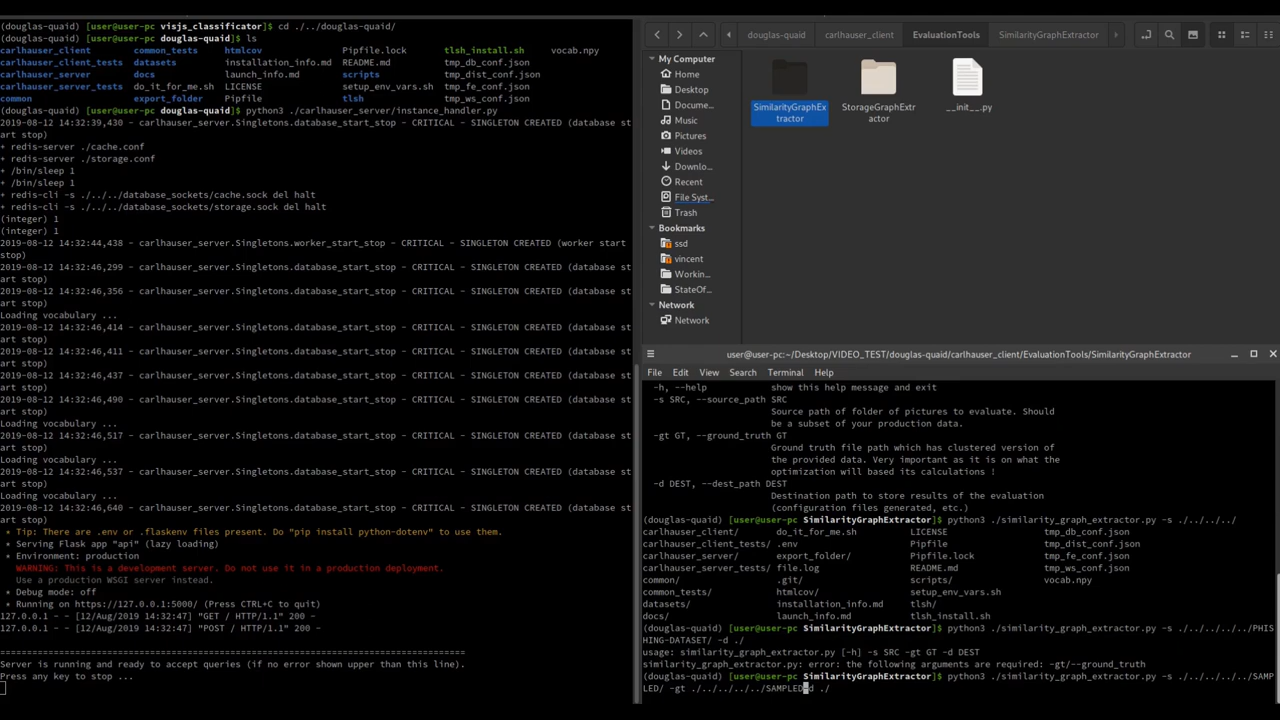 (douglas-quaid) [user@user-pc visjs_classificator]$ cd ./../douglas-quaid/
(douglas-quaid) [user@user-pc douglas-quaid]$ ls
carlhauser_client common_tests htmlcov Pipfile.lock tlsh_install.sh vocab.npy
carlhauser_client_tests datasets installation_info.md README.md tmp_db_conf.json
carlhauser_server docs launch_info.md scripts tmp_dist_conf.json
carlhauser_server_tests do_it_for_me.sh LICENSE setup_env_vars.sh tmp_fe_conf.json
common export_folder Pipfile tlsh tmp_ws_conf.json
(douglas-quaid) [user@user-pc douglas-quaid]$ python3 ./carlhauser_server/instance_handler.py
2019-08-12 14:32:39,430 - carlhauser_server.Singletons.database_start_stop - CRITICAL - SINGLETON CREATED (database st
art stop)
+ redis-server ./cache.conf
+ redis-server ./storage.conf
+ /bin/sleep 1
+ /bin/sleep 1
+ redis-cli -s ./../../database_sockets/cache.sock del halt
+ redis-cli -s ./../../database_sockets/storage.sock del halt
(integer) 1
(integer) 1
2019-08-12 14:32:44,438 - carlhauser_server.Singletons.worker_start_stop - CRITICAL - SINGLETON CREATED (worker start
stop)
2019-08-12 14:32:46,299 - carlhauser_server.Singletons.database_start_stop - CRITICAL - SINGLETON CREATED (database st
art stop)
2019-08-12 14:32:46,356 - carlhauser_server.Singletons.database_start_stop - CRITICAL - SINGLETON CREATED (database st
art stop)
Loading vocabulary ...
2019-08-12 14:32:46,414 - carlhauser_server.Singletons.database_start_stop - CRITICAL - SINGLETON CREATED (database st
art stop)
2019-08-12 14:32:46,411 - carlhauser_server.Singletons.database_start_stop - CRITICAL - SINGLETON CREATED (database st
art stop)
2019-08-12 14:32:46,437 - carlhauser_server.Singletons.database_start_stop - CRITICAL - SINGLETON CREATED (database st
art stop)
2019-08-12 14:32:46,490 - carlhauser_server.Singletons.database_start_stop - CRITICAL - SINGLETON CREATED (database st
art stop)
Loading vocabulary ...
2019-08-12 14:32:46,517 - carlhauser_server.Singletons.database_start_stop - CRITICAL - SINGLETON CREATED (database st
art stop)
Loading vocabulary ...
2019-08-12 14:32:46,537 - carlhauser_server.Singletons.database_start_stop - CRITICAL - SINGLETON CREATED (database st
art stop)
Loading vocabulary ...
2019-08-12 14:32:46,640 - carlhauser_server.Singletons.database_start_stop - CRITICAL - SINGLETON CREATED (database st
art stop)
* Tip: There are .env or .flaskenv files present. Do "pip install python-dotenv" to use them.
* Serving Flask app "api" (lazy loading)
* Environment: production
WARNING: This is a development server. Do not use it in a production deployment.
Use a production WSGI server instead.
* Debug mode: off
* Running on https://127.0.0.1:5000/ (Press CTRL+C to quit)
127.0.0.1 - - [12/Aug/2019 14:32:47] "GET / HTTP/1.1" 200 -
127.0.0.1 - - [12/Aug/2019 14:32:47] "POST / HTTP/1.1" 200 -
Server is running and ready to accept queries (if no error shown upper than this line).
Press any key to stop ...
douglas-quaid carlhauser_client EvaluationTools SimilarityGraphExtractor
My Computer
Home
Desktop
Docume...
Music
Pictures
Videos
Downlo...
Recent
File Syst...
Trash
Bookmarks
ssd
vincent
Workin...
StateOf...
Network
Network
SimilarityGraphEx
tractor
StorageGraphExtr
actor
__init__.py
user@user-pc:~/Desktop/VIDEO_TEST/douglas-quaid/carlhauser_client/EvaluationTools/SimilarityGraphExtractor
File Edit View Search Terminal Help
-h, --help show this help message and exit
-s SRC, --source_path SRC
Source path of folder of pictures to evaluate. Should
be a subset of your production data.
-gt GT, --ground_truth GT
Ground truth file path which has clustered version of
the provided data. Very important as it is on what the
optimization will based its calculations !
-d DEST, --dest_path DEST
Destination path to store results of the evaluation
(configuration files generated, etc.)
(douglas-quaid) [user@user-pc SimilarityGraphExtractor]$ python3 ./similarity_graph_extractor.py -s ./../../../
carlhauser_client/ do_it_for_me.sh LICENSE tmp_db_conf.json
carlhauser_client_tests/ .env Pipfile tmp_dist_conf.json
carlhauser_server/ export_folder/ Pipfile.lock tmp_fe_conf.json
carlhauser_server_tests/ file.log README.md tmp_ws_conf.json
common/ .git/ scripts/ vocab.npy
common_tests/ htmlcov/ setup_env_vars.sh
datasets/ installation_info.md tlsh/
docs/ launch_info.md tlsh_install.sh
(douglas-quaid) [user@user-pc SimilarityGraphExtractor]$ python3 ./similarity_graph_extractor.py -s ./../../../../PHIS
HING-DATASET/ -d ./
usage: similarity_graph_extractor.py [-h] -s SRC -gt GT -d DEST
similarity_graph_extractor.py: error: the following arguments are required: -gt/--ground_truth
(douglas-quaid) [user@user-pc SimilarityGraphExtractor]$ python3 ./similarity_graph_extractor.py -s ./../../../../SAMP
LED/ -gt ./../../../../SAMPLED-d ./